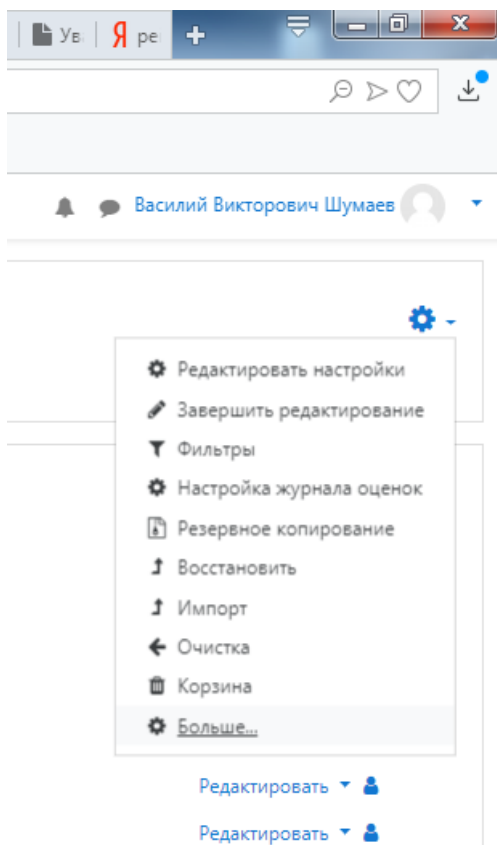 Ув
Я ре
Василий Викторович Шумаев
Редактировать настройки
Завершить редактирование
Фильтры
Настройка журнала оценок
Резервное копирование
Восстановить
Импорт
Очистка
Корзина
Больше...
Редактировать
Редактировать